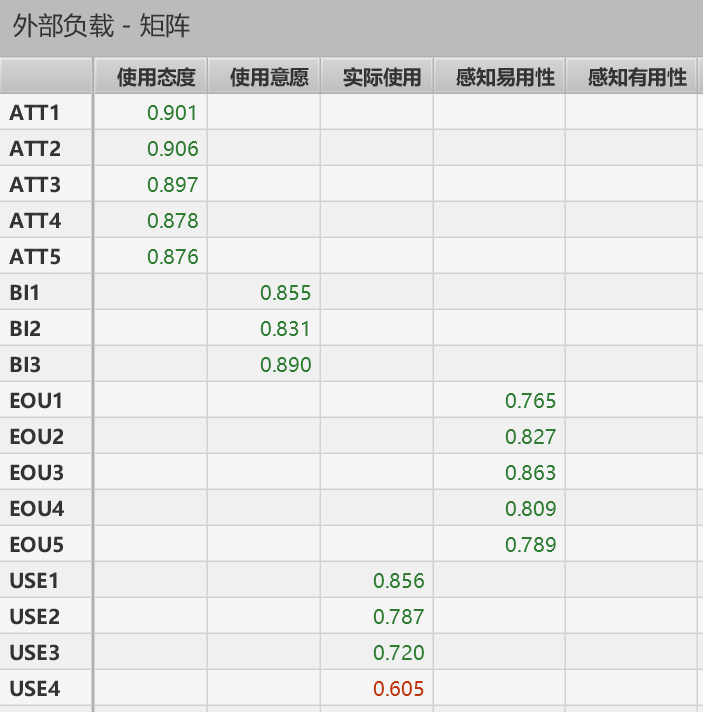 外部负载 - 矩阵
使用态度 使用意愿 实际使用 感知易用性 感知有用性
ATT1 0.901
ATT2 0.906
ATT3 0.897
ATT4 0.878
ATT5 0.876
BI1 0.855
BI2 0.831
BI3 0.890
EOU1 0.765
EOU2 0.827
EOU3 0.863
EOU4 0.809
EOU5 0.789
USE1 0.856
USE2 0.787
USE3 0.720
USE4 0.605